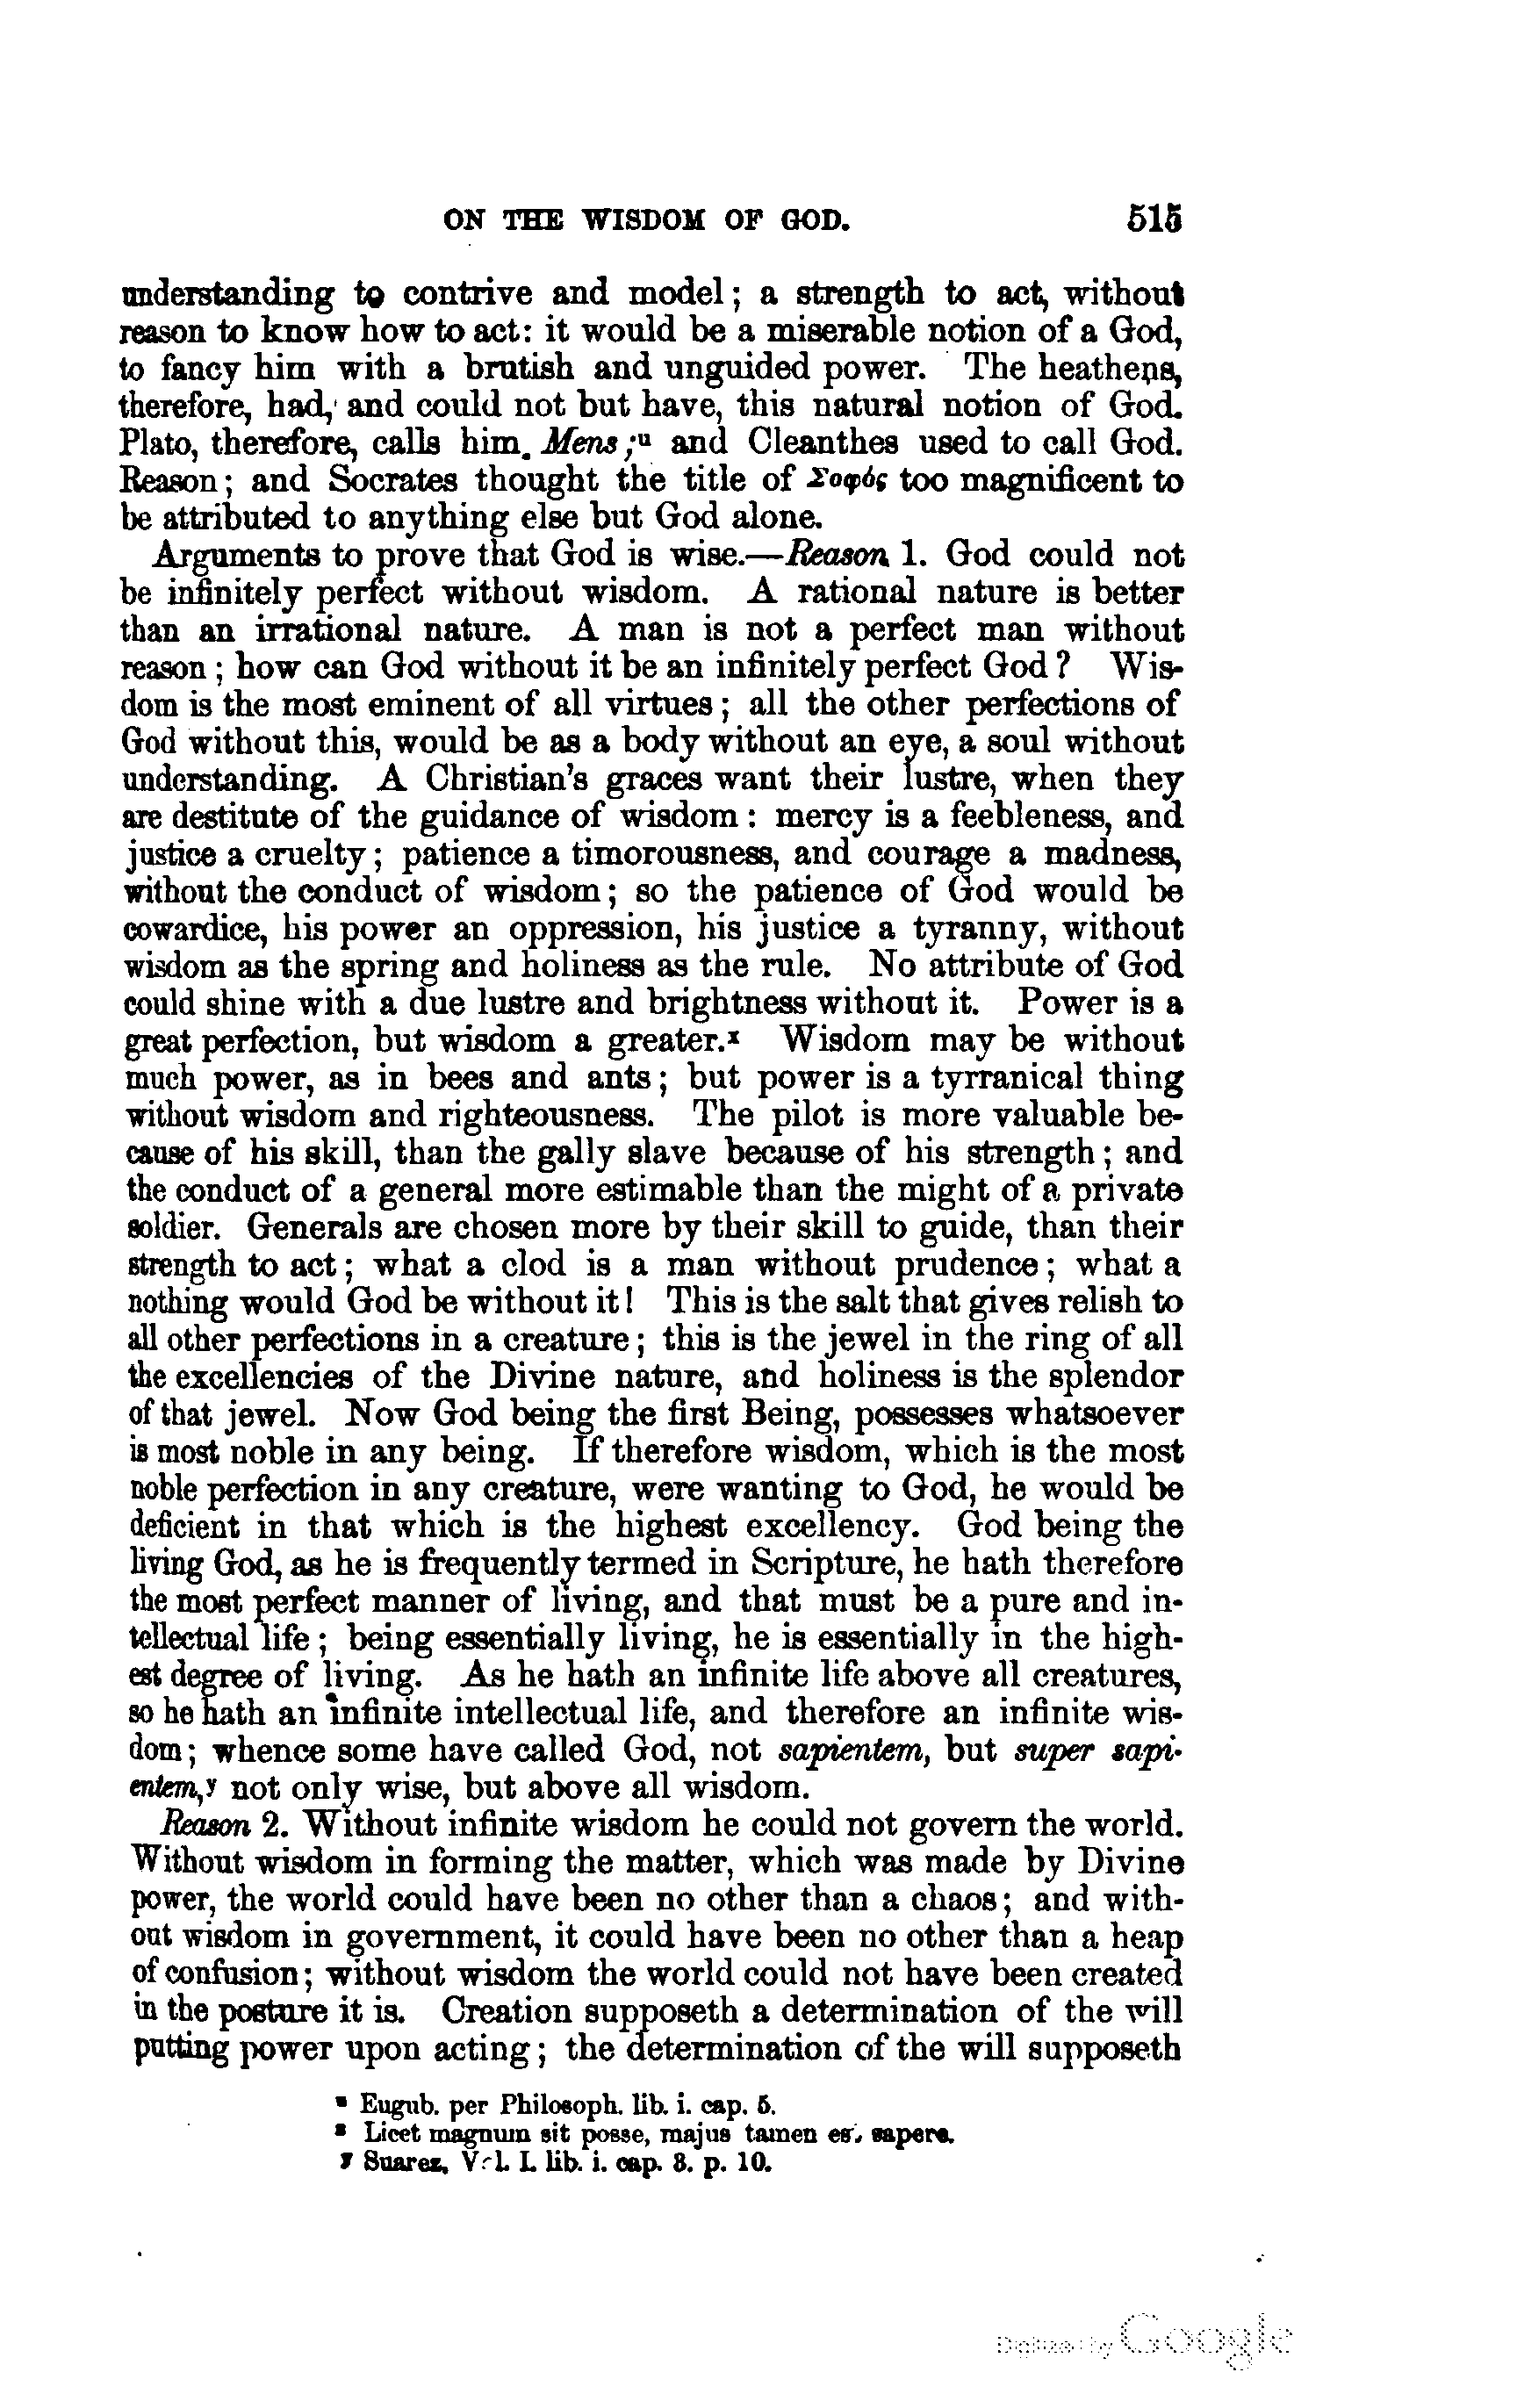 ON THE WISDOM OF GOD. 515
understanding to contrive and model; a strength to act, without
reason to know how to act: it would be a miserable notion of a God,
to fancy him with a brutish and unguided power. The heathens,
therefore, had, and could not but have, this natural notion of God.
Plato, therefore, calls him. Mens;ᵘ and Cleanthes used to call God.
Reason; and Socrates thought the title of Σοφός too magnificent to
be attributed to anything else but God alone.
Arguments to prove that God is wise.—Reason 1. God could not
be infinitely perfect without wisdom. A rational nature is better
than an irrational nature. A man is not a perfect man without
reason; how can God without it be an infinitely perfect God? Wis-
dom is the most eminent of all virtues; all the other perfections of
God without this, would be as a body without an eye, a soul without
understanding. A Christian's graces want their lustre, when they
are destitute of the guidance of wisdom: mercy is a feebleness, and
justice a cruelty; patience a timorousness, and courage a madness,
without the conduct of wisdom; so the patience of God would be
cowardice, his power an oppression, his justice a tyranny, without
wisdom as the spring and holiness as the rule. No attribute of God
could shine with a due lustre and brightness without it. Power is a
great perfection, but wisdom a greater.ˣ Wisdom may be without
much power, as in bees and ants; but power is a tyrranical thing
without wisdom and righteousness. The pilot is more valuable be-
cause of his skill, than the gally slave because of his strength; and
the conduct of a general more estimable than the might of a private
soldier. Generals are chosen more by their skill to guide, than their
strength to act; what a clod is a man without prudence; what a
nothing would God be without it! This is the salt that gives relish to
all other perfections in a creature; this is the jewel in the ring of all
the excellencies of the Divine nature, and holiness is the splendor
of that jewel. Now God being the first Being, possesses whatsoever
is most noble in any being. If therefore wisdom, which is the most
noble perfection in any creature, were wanting to God, he would be
deficient in that which is the highest excellency. God being the
living God, as he is frequently termed in Scripture, he hath therefore
the most perfect manner of living, and that must be a pure and in-
tellectual life; being essentially living, he is essentially in the high-
est degree of living. As he hath an infinite life above all creatures,
so he hath an infinite intellectual life, and therefore an infinite wis-
dom; whence some have called God, not sapientem, but super sapi-
entem,ʸ not only wise, but above all wisdom.
Reason 2. Without infinite wisdom he could not govern the world.
Without wisdom in forming the matter, which was made by Divine
power, the world could have been no other than a chaos; and with-
out wisdom in government, it could have been no other than a heap
of confusion; without wisdom the world could not have been created
in the posture it is. Creation supposeth a determination of the will
putting power upon acting; the determination of the will supposeth
ᵘ Eugub. per Philosoph. lib. i. cap. 5.
ˣ Licet magnum sit posse, majus tamen est sapere.
ʸ Suarez, Vol. I. lib. i. cap. 3. p. 10.
Digitized by Google